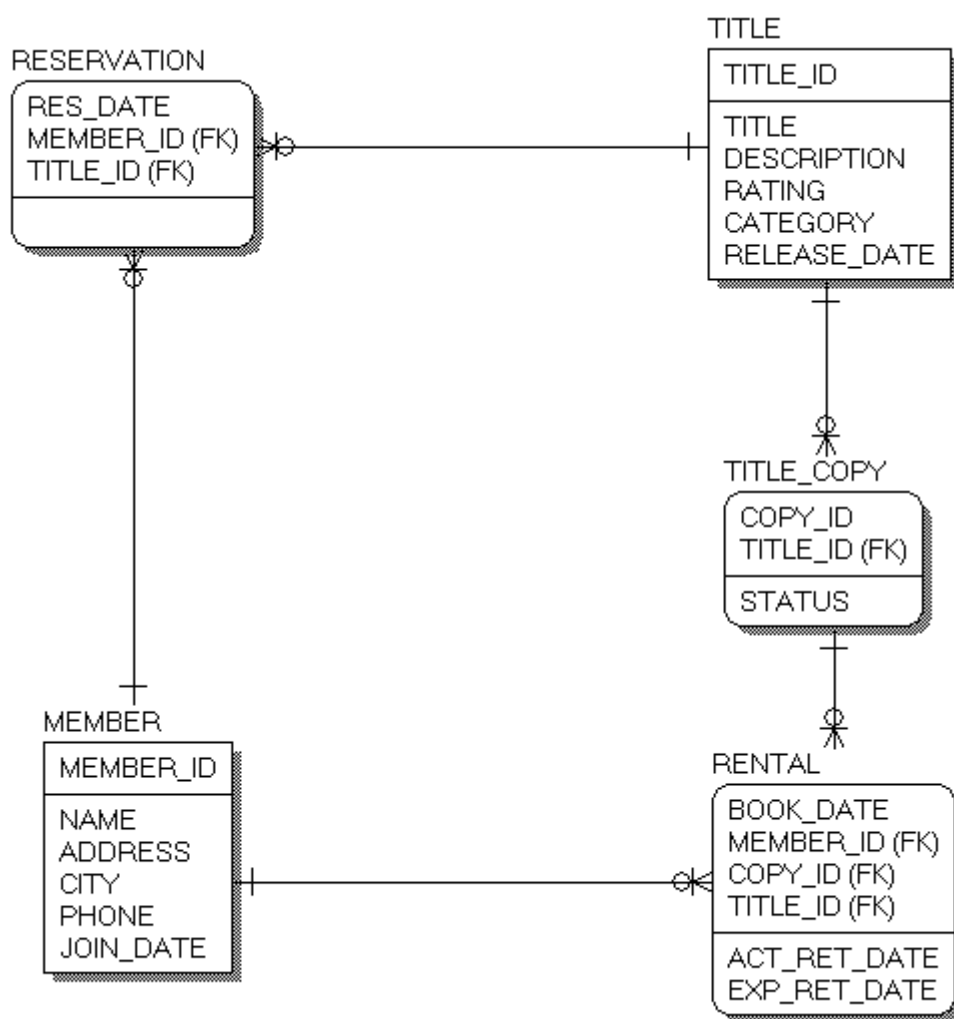 RESERVATION
RES_DATE
MEMBER_ID (FK)
TITLE_ID (FK)
TITLE
TITLE_ID
TITLE
DESCRIPTION
RATING
CATEGORY
RELEASE_DATE
TITLE_COPY
COPY_ID
TITLE_ID (FK)
STATUS
MEMBER
MEMBER_ID
NAME
ADDRESS
CITY
PHONE
JOIN_DATE
RENTAL
BOOK_DATE
MEMBER_ID (FK)
COPY_ID (FK)
TITLE_ID (FK)
ACT_RET_DATE
EXP_RET_DATE